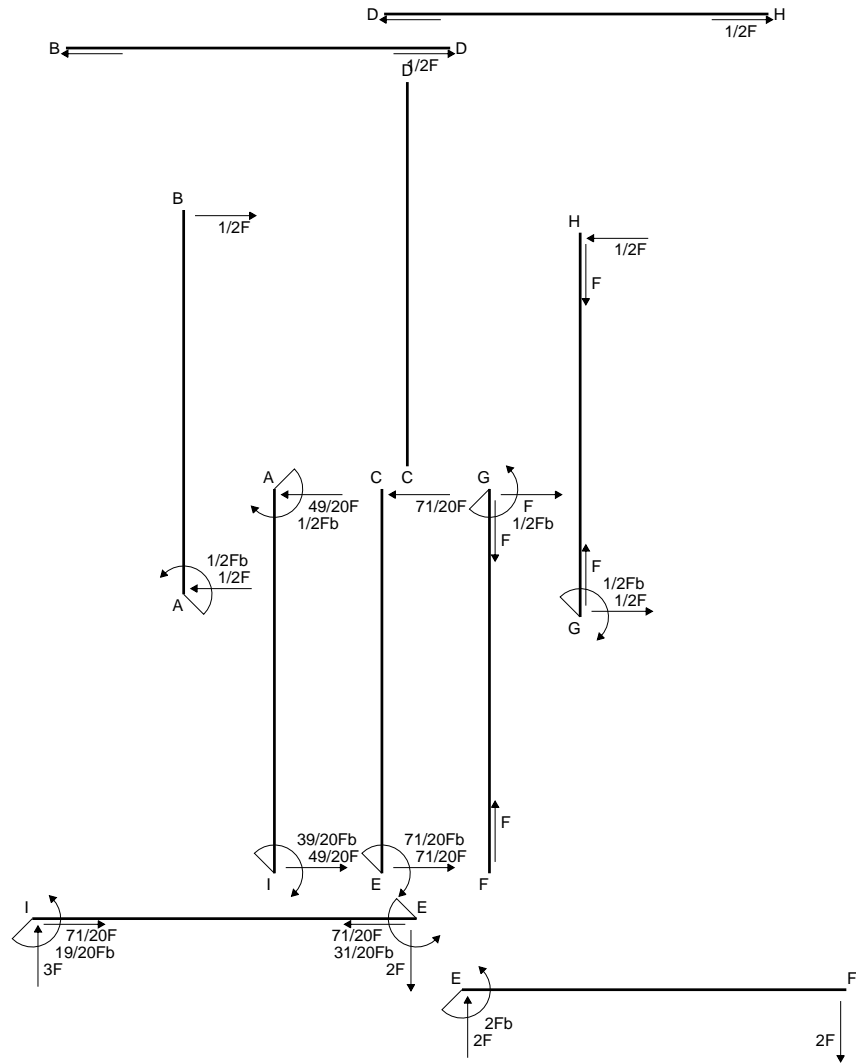 D H
1/2F
B D
1/2F
D
B
1/2F
H
1/2F
F
A C C G
49/20F
1/2Fb
71/20F
F
1/2Fb
F
F
1/2Fb
1/2F
A
1/2Fb
1/2F
G
F
39/20Fb
49/20F
71/20Fb
71/20F
I E F
I E
71/20F
19/20Fb
3F
71/20F
31/20Fb
2F
E F
2Fb
2F
2F